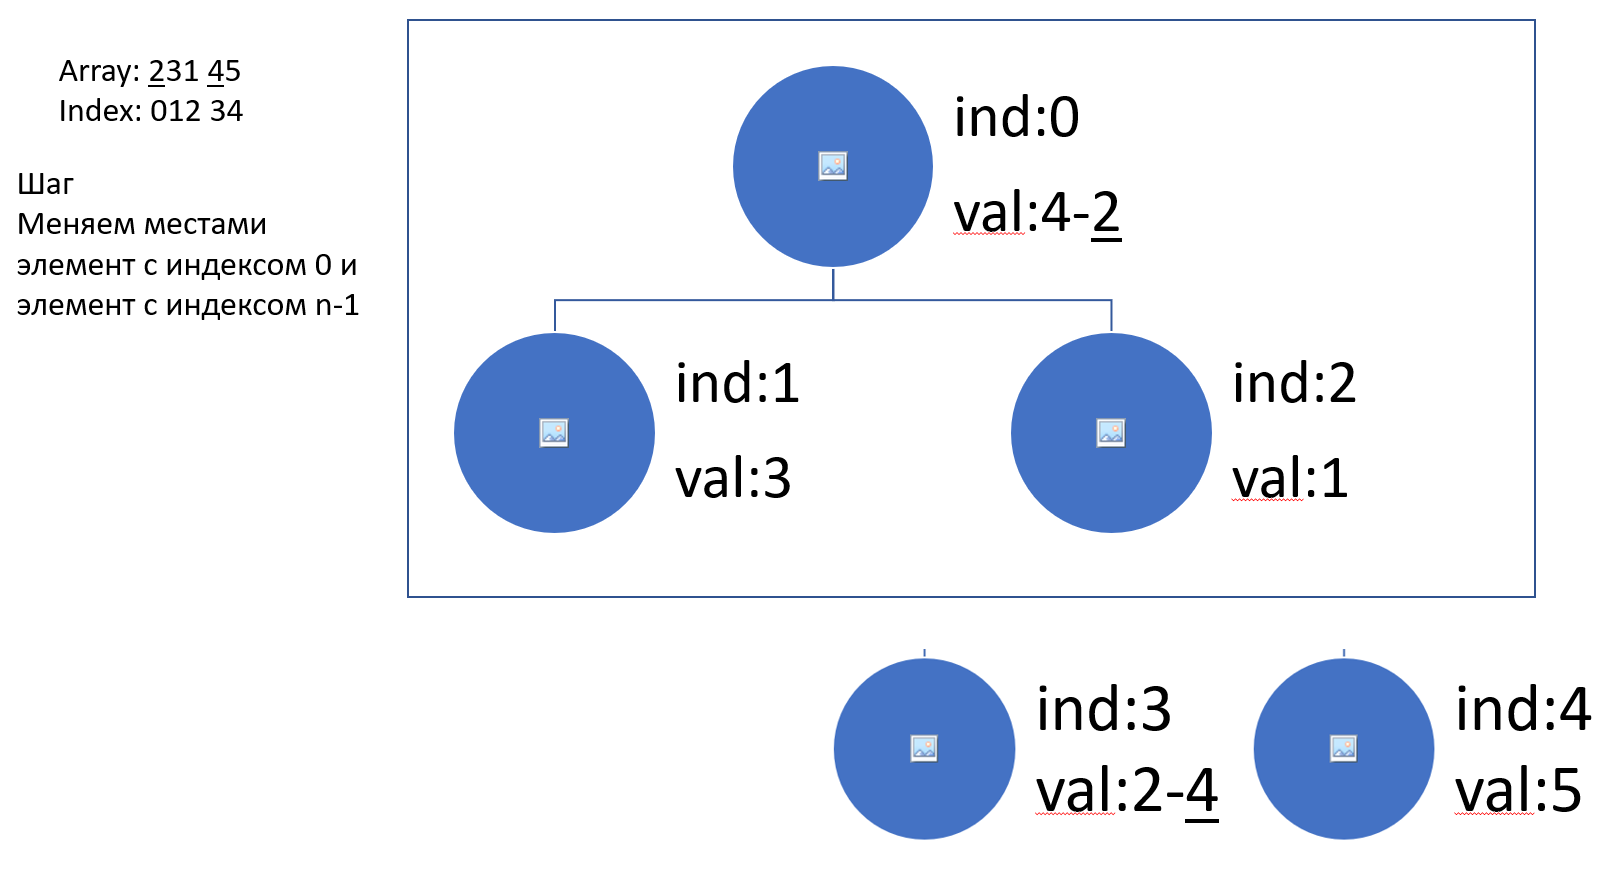 Array: 231 45
Index: 012 34
Шаг
Меняем местами
элемент с индексом 0 и
элемент с индексом n-1
ind:0
val:4-2
ind:1
val:3
ind:2
val:1
ind:3
val:2-4
ind:4
val:5